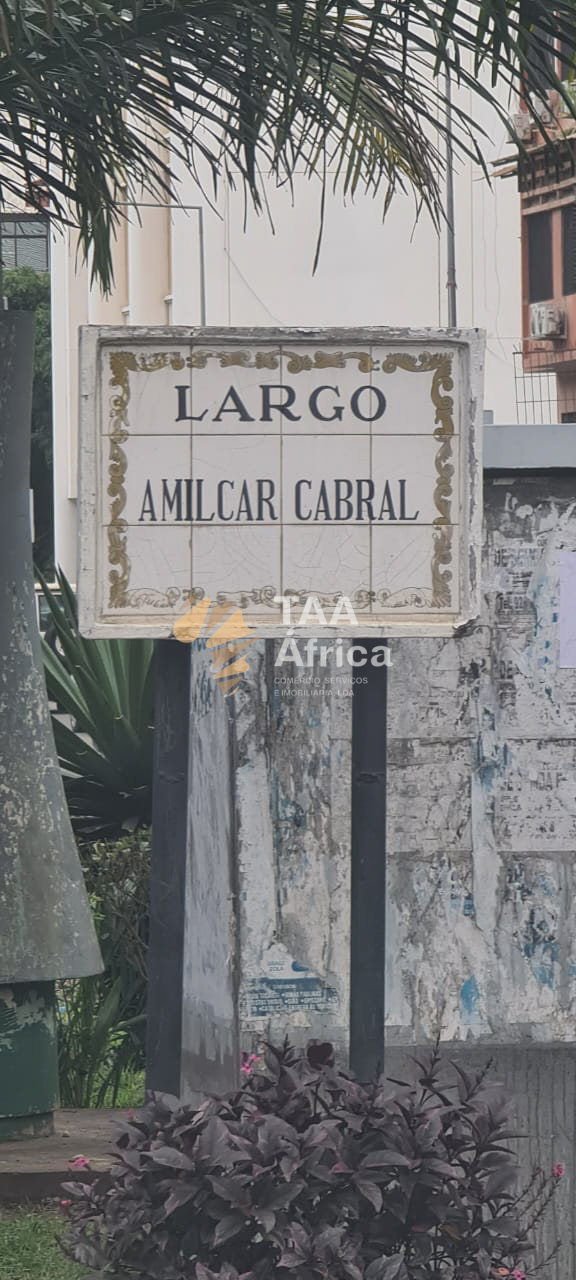 LARGO
AMILCAR CABRAL
TAA
África
COMÉRCIO, SERVIÇOS
E IMOBILIÁRIA, LDA